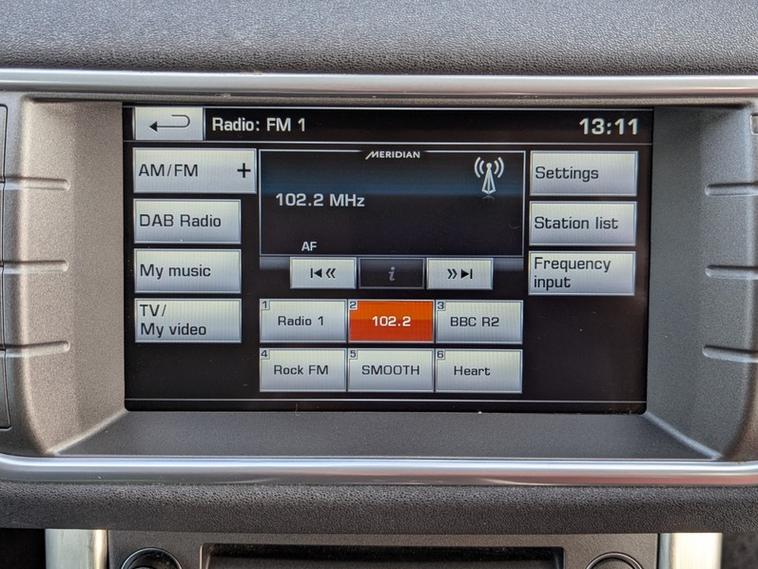 Radio: FM 1
13:11
AM/FM +
DAB Radio
My music
TV/
My video
MERIDIAN
102.2 MHz
AF
i
Settings
Station list
Frequency
input
1 Radio 1
2 102.2
3 BBC R2
4 Rock FM
5 SMOOTH
6 Heart